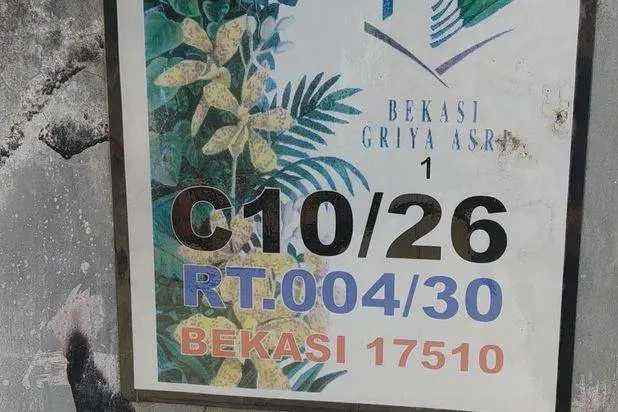 BEKASI
GRIYA ASRI
1
C10/26
RT.004/30
BEKASI 17510